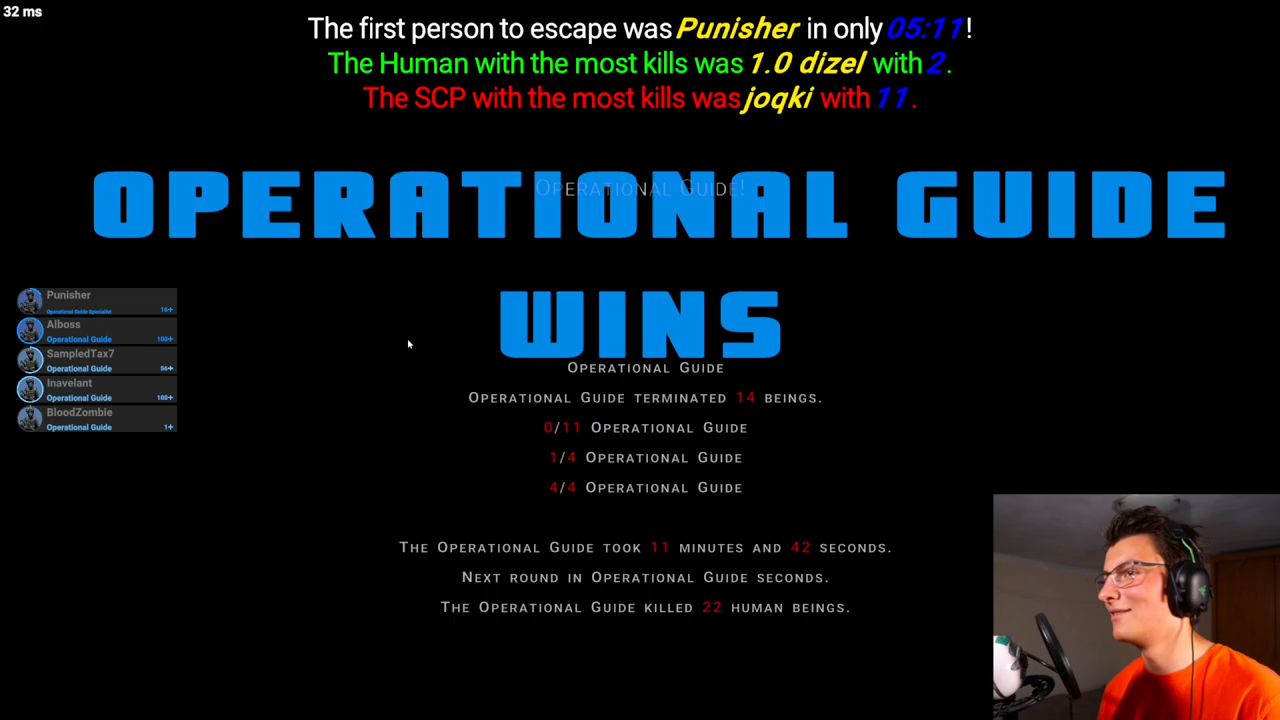 32 ms
The first person to escape was Punisher in only 05:11!
The Human with the most kills was 1.0 dizel with 2.
The SCP with the most kills was joqki with 11.
OPERATIONAL GUIDE!
OPERATIONAL GUIDE
WINS
OPERATIONAL GUIDE
OPERATIONAL GUIDE TERMINATED 14 BEINGS.
0/11 OPERATIONAL GUIDE
1/4 OPERATIONAL GUIDE
4/4 OPERATIONAL GUIDE
THE OPERATIONAL GUIDE TOOK 11 MINUTES AND 42 SECONDS.
NEXT ROUND IN OPERATIONAL GUIDE SECONDS.
THE OPERATIONAL GUIDE KILLED 22 HUMAN BEINGS.
Punisher
Operational Guide Specialist 16+
Alboss
Operational Guide 100+
SampledTax7
Operational Guide 56+
Inavelant
Operational Guide 100+
BloodZombie
Operational Guide 1+